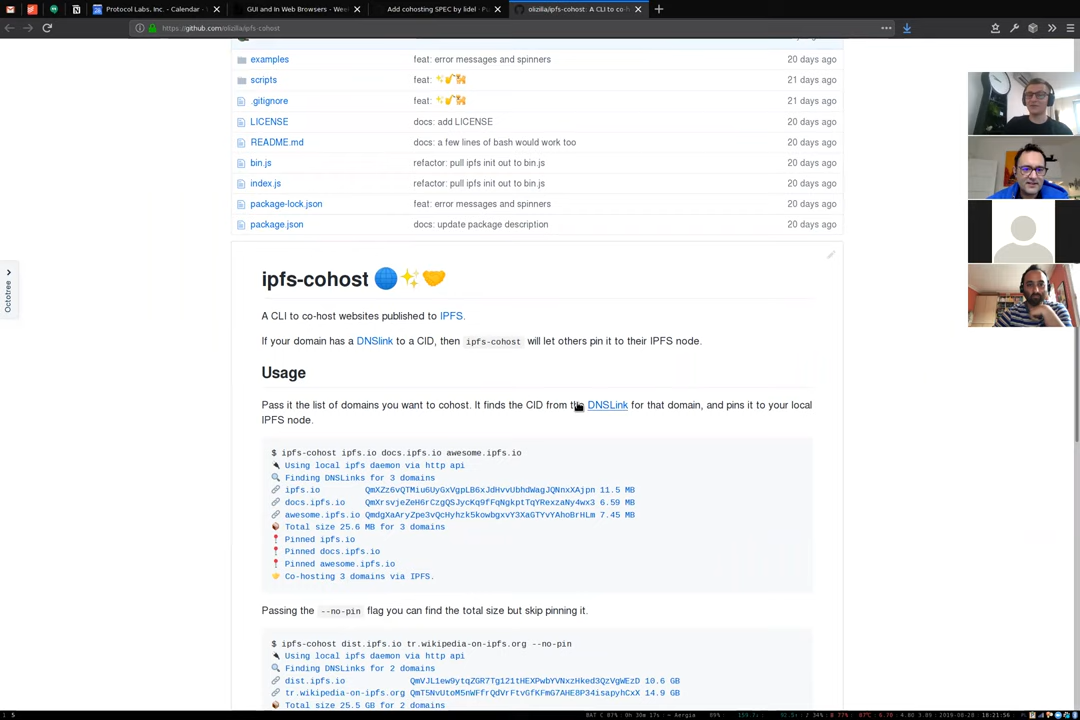 Protocol Labs, Inc. - Calendar -
GUI and In Web Browsers - Wee
Add cohosting SPEC by lidel · Pu
olizilla/ipfs-cohost: A CLI to co-h
https://github.com/olizilla/ipfs-cohost
examples feat: error messages and spinners 20 days ago
scripts feat: ✨🎷🐕 21 days ago
.gitignore feat: ✨🎷🐕 21 days ago
LICENSE docs: add LICENSE 20 days ago
README.md docs: a few lines of bash would work too 20 days ago
bin.js refactor: pull ipfs init out to bin.js 20 days ago
index.js refactor: pull ipfs init out to bin.js 20 days ago
package-lock.json feat: error messages and spinners 20 days ago
package.json docs: update package description 20 days ago
Octotree
ipfs-cohost 🌐✨🤝
A CLI to co-host websites published to IPFS.
If your domain has a DNSlink to a CID, then ipfs-cohost will let others pin it to their IPFS node.
Usage
Pass it the list of domains you want to cohost. It finds the CID from the DNSLink for that domain, and pins it to your local
IPFS node.
$ ipfs-cohost ipfs.io docs.ipfs.io awesome.ipfs.io
🔌 Using local ipfs daemon via http api
🔍 Finding DNSLinks for 3 domains
🔗 ipfs.io QmXZz6vQTMiu6UyGxVgpLB6xJdHvvUbhdWagJQNnxXAjpn 11.5 MB
🔗 docs.ipfs.io QmXrsvjeZeH6rCzgQSJycKq9fFqNgkptTqYRexzaNy4wx3 6.59 MB
🔗 awesome.ipfs.io QmdgXaAryZpe3vQcHyhzk5kowbgxvY3XaGTYvYAhoBrHLm 7.45 MB
📦 Total size 25.6 MB for 3 domains
📍 Pinned ipfs.io
📍 Pinned docs.ipfs.io
📍 Pinned awesome.ipfs.io
🤝 Co-hosting 3 domains via IPFS.
Passing the --no-pin flag you can find the total size but skip pinning it.
$ ipfs-cohost dist.ipfs.io tr.wikipedia-on-ipfs.org --no-pin
🔌 Using local ipfs daemon via http api
🔍 Finding DNSLinks for 2 domains
🔗 dist.ipfs.io QmVJL1ew9ytqZGR7Tg121tHEXPwbYVNxzHked3QzVgWEzD 10.6 GB
🔗 tr.wikipedia-on-ipfs.org QmT5NvUtoM5nWFfrQdVrFtvGfKFmG7AHE8P34isapyhCxX 14.9 GB
📦 Total size 25.5 GB for 2 domains